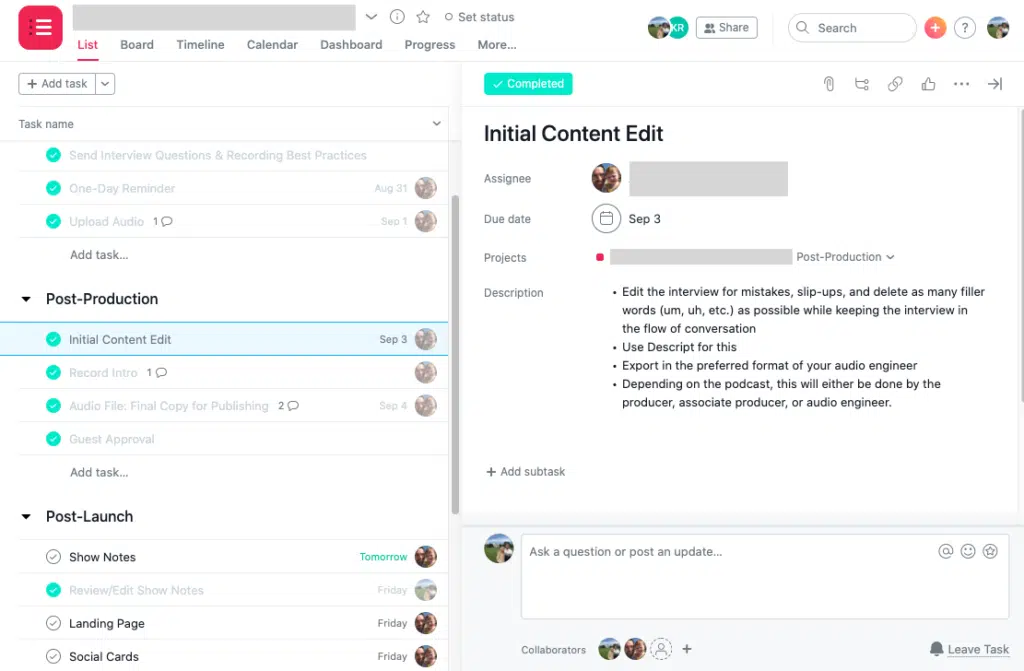 Set status
List Board Timeline Calendar Dashboard Progress More...
KR Share Search + ?
+ Add task
Task name
Send Interview Questions & Recording Best Practices
One-Day Reminder Aug 31
Upload Audio 1 Sep 1
Add task...
Post-Production
Initial Content Edit Sep 3
Record Intro 1
Audio File: Final Copy for Publishing 2 Sep 4
Guest Approval
Add task...
Post-Launch
Show Notes Tomorrow
Review/Edit Show Notes Friday
Landing Page Friday
Social Cards Friday
✓ Completed
Initial Content Edit
Assignee
Due date Sep 3
Projects Post-Production
Description
• Edit the interview for mistakes, slip-ups, and delete as many filler
words (um, uh, etc.) as possible while keeping the interview in
the flow of conversation
• Use Descript for this
• Export in the preferred format of your audio engineer
• Depending on the podcast, this will either be done by the
producer, associate producer, or audio engineer.
+ Add subtask
Ask a question or post an update...
Collaborators + Leave Task